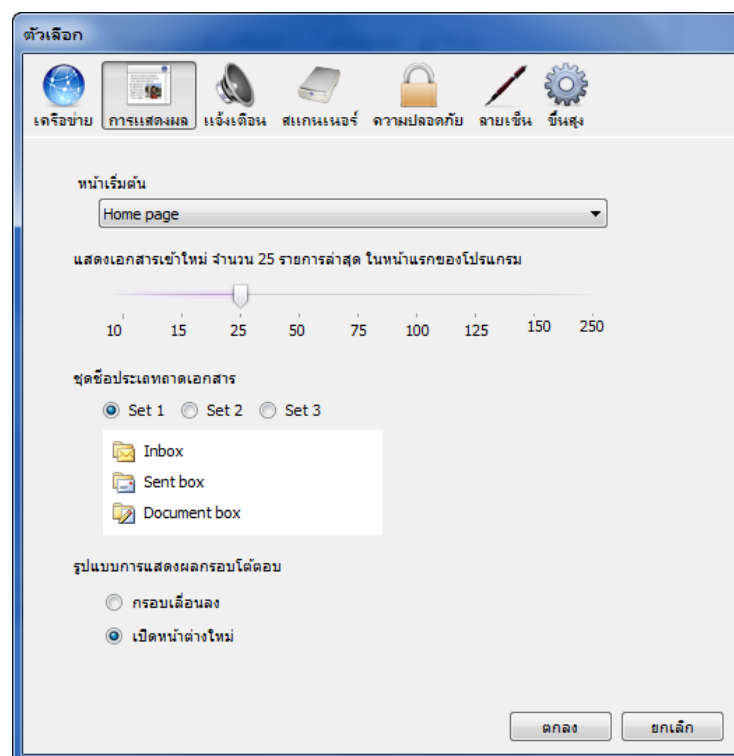 ตัวเลือก
เครือข่าย การแสดงผล แจ้งเตือน สแกนเนอร์ ความปลอดภัย ลายเซ็น ขั้นสูง
หน้าเริ่มต้น
Home page
แสดงเอกสารเข้าใหม่ จำนวน 25 รายการล่าสุด ในหน้าแรกของโปรแกรม
10 15 25 50 75 100 125 150 250
ชุดชื่อประเภทถาดเอกสาร
Set 1 Set 2 Set 3
Inbox
Sent box
Document box
รูปแบบการแสดงผลกรอบโต้ตอบ
กรอบเลื่อนลง
เปิดหน้าต่างใหม่
ตกลง ยกเลิก